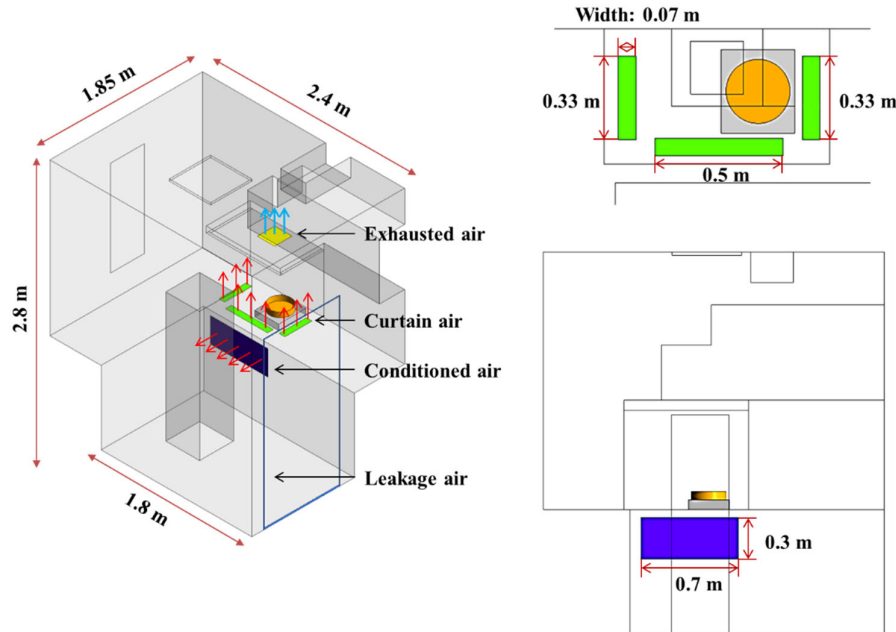 1.85 m
2.4 m
2.8 m
1.8 m
Exhausted air
Curtain air
Conditioned air
Leakage air
Width: 0.07 m
0.33 m
0.33 m
0.5 m
0.3 m
0.7 m